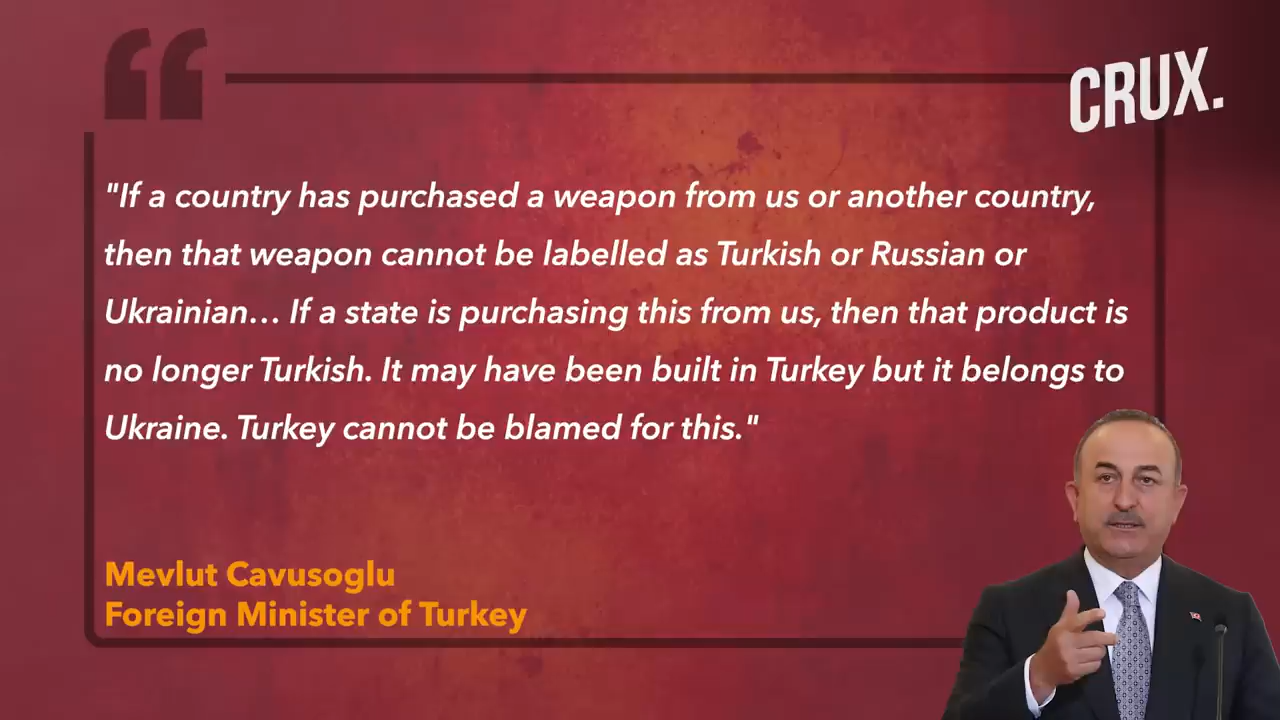 CRUX.
"If a country has purchased a weapon from us or another country,
then that weapon cannot be labelled as Turkish or Russian or
Ukrainian... If a state is purchasing this from us, then that product is
no longer Turkish. It may have been built in Turkey but it belongs to
Ukraine. Turkey cannot be blamed for this."
Mevlut Cavusoglu
Foreign Minister of Turkey